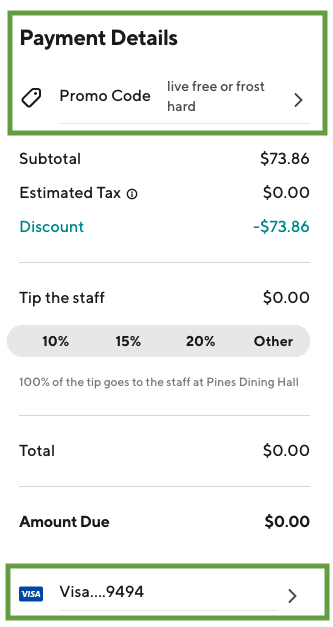 Payment Details
Promo Code live free or frost
hard
Subtotal $73.86
Estimated Tax $0.00
Discount -$73.86
Tip the staff $0.00
10% 15% 20% Other
100% of the tip goes to the staff at Pines Dining Hall
Total $0.00
Amount Due $0.00
VISA Visa....9494